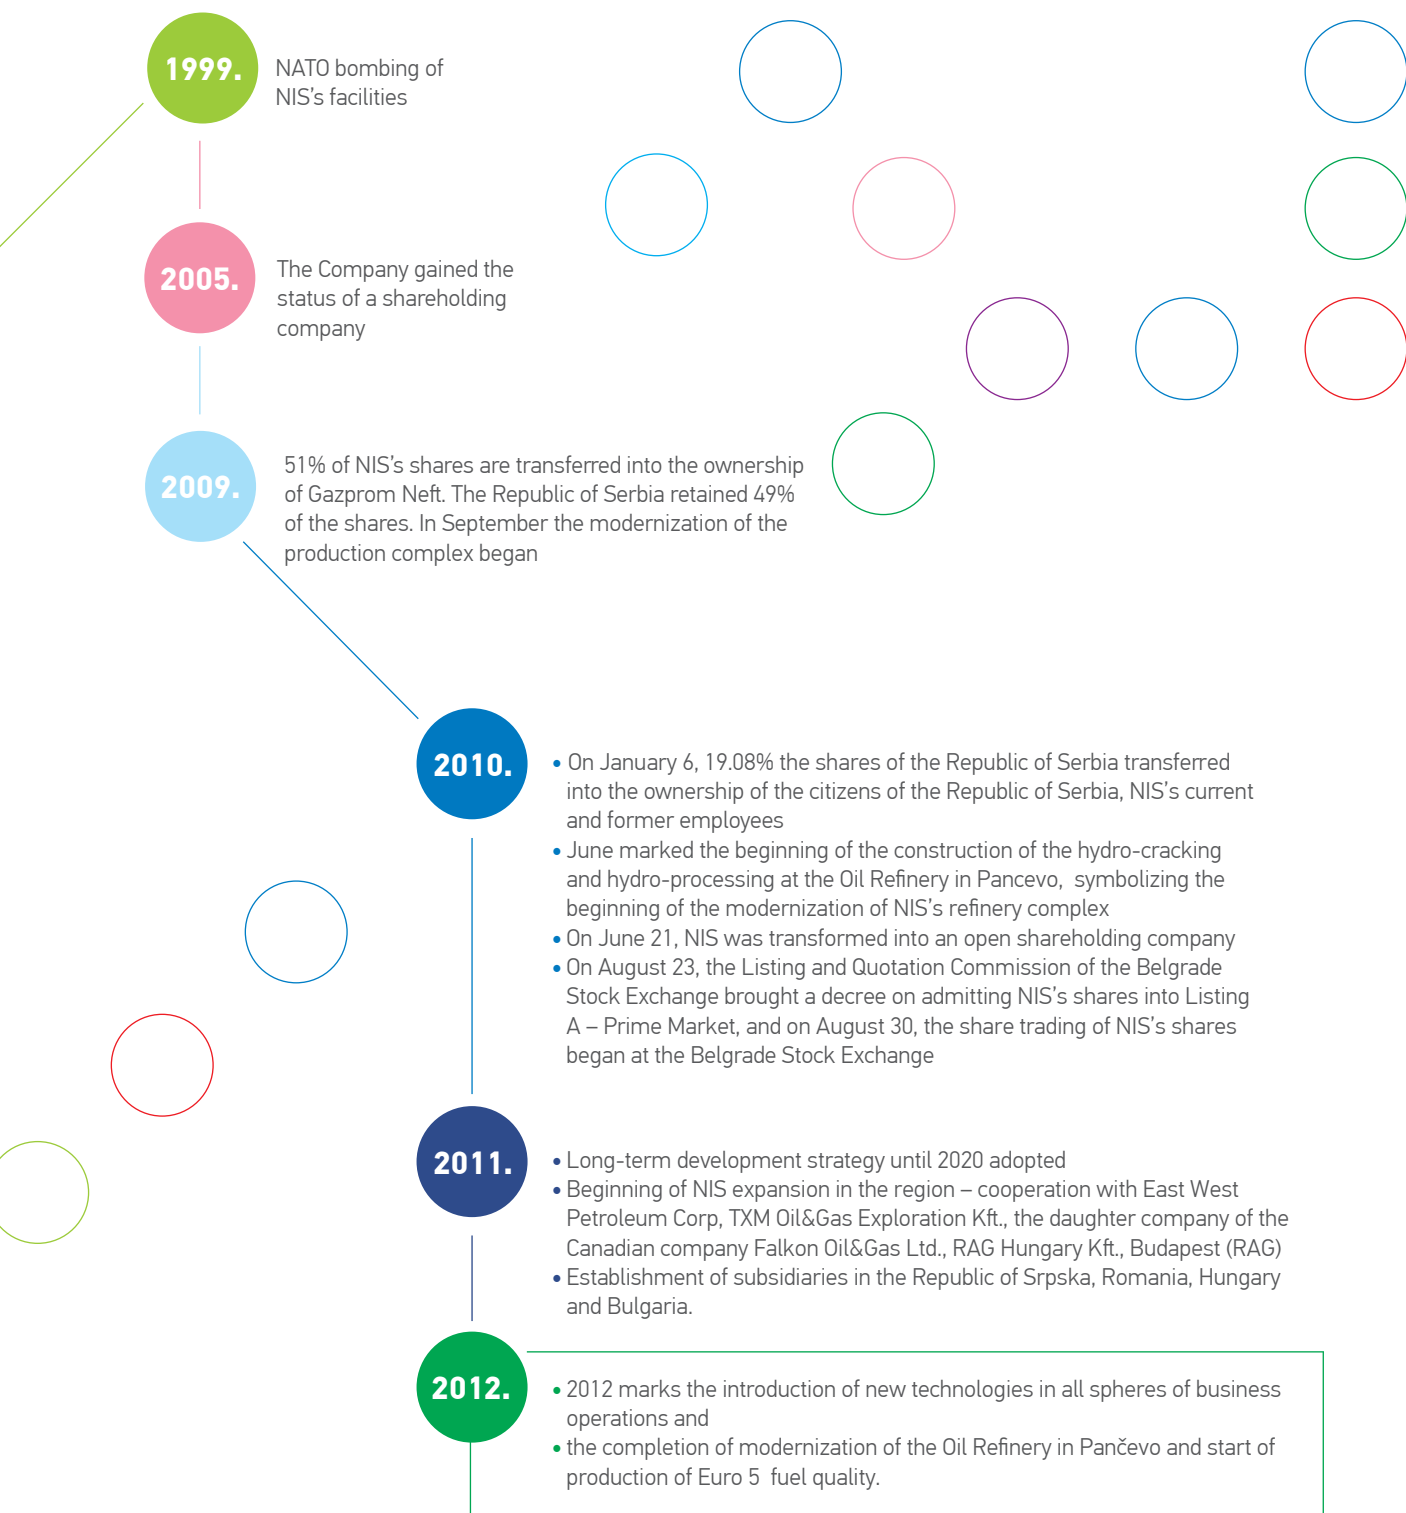 1999.
NATO bombing of
NIS's facilities
2005.
The Company gained the
status of a shareholding
company
2009.
51% of NIS's shares are transferred into the ownership
of Gazprom Neft. The Republic of Serbia retained 49%
of the shares. In September the modernization of the
production complex began
2010.
• On January 6, 19.08% the shares of the Republic of Serbia transferred
into the ownership of the citizens of the Republic of Serbia, NIS's current
and former employees
• June marked the beginning of the construction of the hydro-cracking
and hydro-processing at the Oil Refinery in Pancevo,  symbolizing the
beginning of the modernization of NIS's refinery complex
• On June 21, NIS was transformed into an open shareholding company
• On August 23, the Listing and Quotation Commission of the Belgrade
Stock Exchange brought a decree on admitting NIS's shares into Listing
A – Prime Market, and on August 30, the share trading of NIS's shares
began at the Belgrade Stock Exchange
2011.
• Long-term development strategy until 2020 adopted
• Beginning of NIS expansion in the region – cooperation with East West
Petroleum Corp, TXM Oil&Gas Exploration Kft., the daughter company of the
Canadian company Falkon Oil&Gas Ltd., RAG Hungary Kft., Budapest (RAG)
• Establishment of subsidiaries in the Republic of Srpska, Romania, Hungary
and Bulgaria.
2012.
• 2012 marks the introduction of new technologies in all spheres of business
operations and
• the completion of modernization of the Oil Refinery in Pančevo and start of
production of Euro 5  fuel quality.